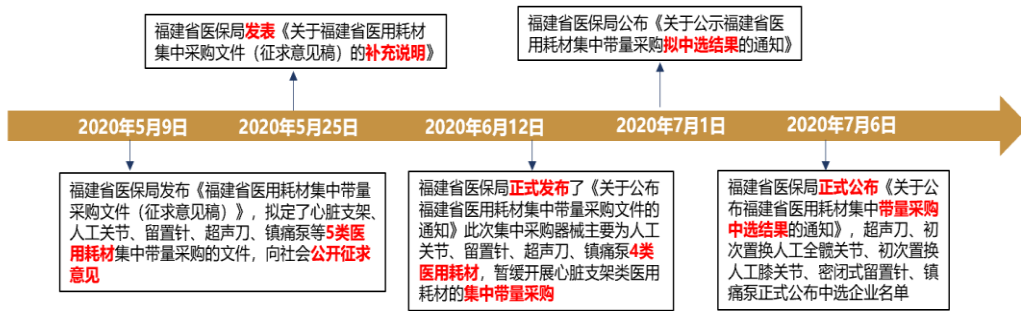 福建省医保局发表《关于福建省医用耗材
集中采购文件（征求意见稿）的补充说明》
福建省医保局公布《关于公示福建省医
用耗材集中带量采购拟中选结果的通知》
2020年5月9日
2020年5月25日
2020年6月12日
2020年7月1日
2020年7月6日
福建省医保局发布《福建省医用耗材集中带量
采购文件（征求意见稿）》，拟定了心脏支架、
人工关节、留置针、超声刀、镇痛泵等5类医
用耗材集中带量采购的文件，向社会公开征求
意见
福建省医保局正式发布了《关于公布
福建省医用耗材集中带量采购文件的
通知》此次集中采购器械主要为人工
关节、留置针、超声刀、镇痛泵4类
医用耗材，暂缓开展心脏支架类医用
耗材的集中带量采购
福建省医保局正式公布《关于公
布福建省医用耗材集中带量采购
中选结果的通知》，超声刀、初
次置换人工全髋关节、初次置换
人工膝关节、密闭式留置针、镇
痛泵正式公布中选企业名单